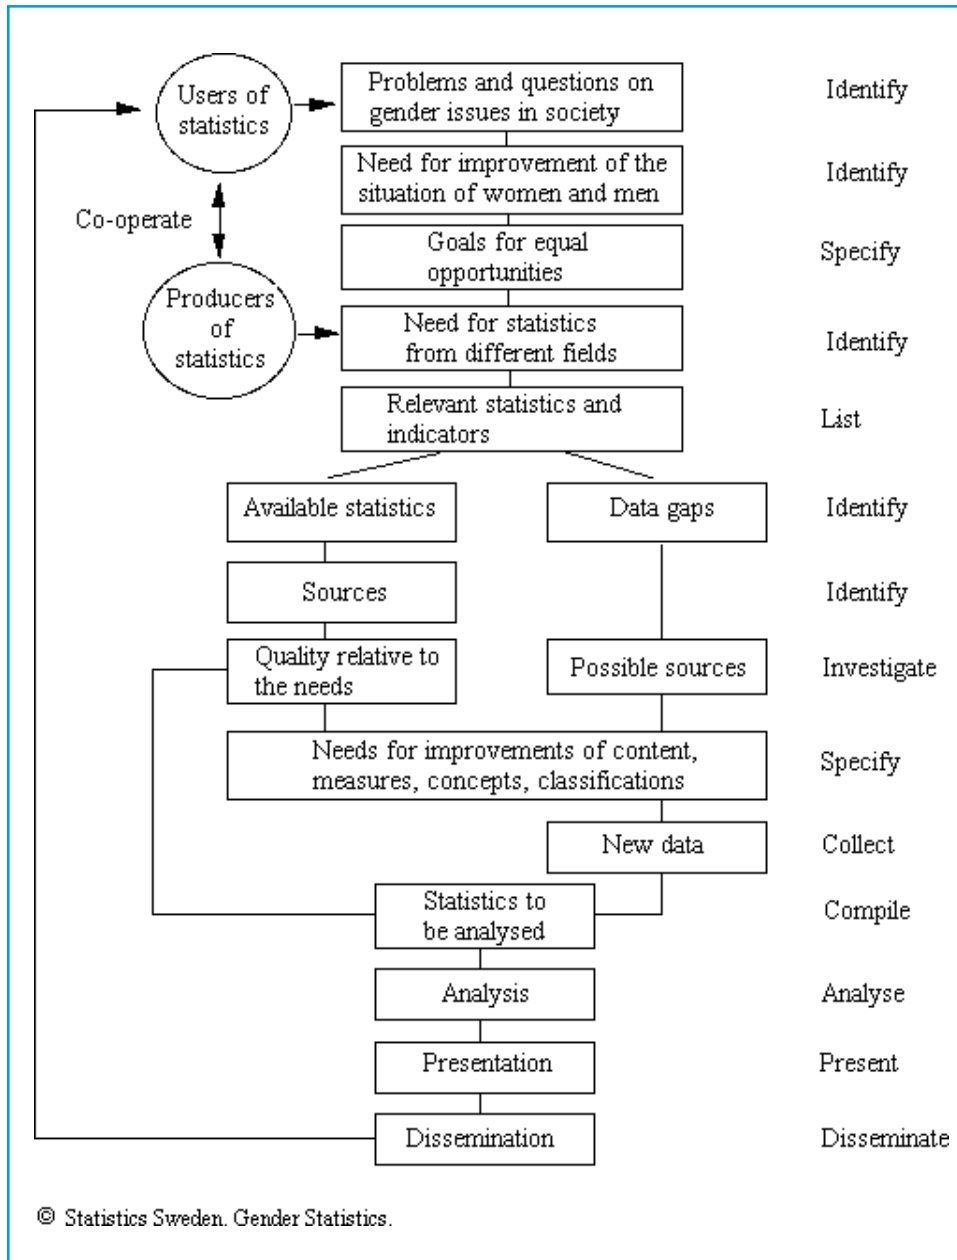 Users of
statistics
Problems and questions on
gender issues in society
Identify
Need for improvement of the
situation of women and men
Identify
Co-operate
Goals for equal
opportunities
Specify
Producers
of
statistics
Need for statistics
from different fields
Identify
Relevant statistics and
indicators
List
Available statistics
Data gaps
Identify
Sources
Identify
Quality relative to
the needs
Possible sources
Investigate
Needs for improvements of content,
measures, concepts, classifications
Specify
New data
Collect
Statistics to
be analysed
Compile
Analysis
Analyse
Presentation
Present
Dissemination
Disseminate
© Statistics Sweden. Gender Statistics.